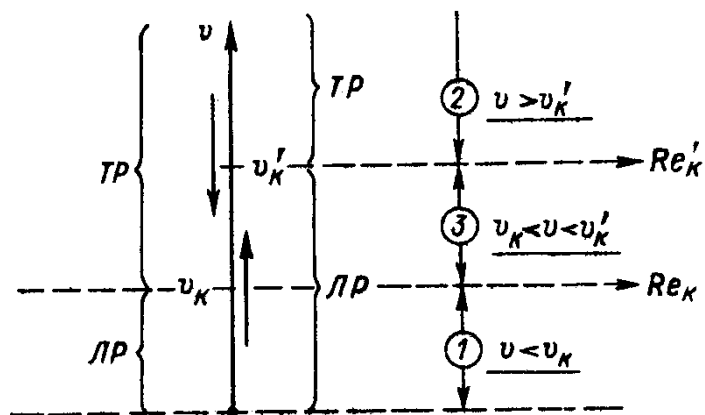 υ
ТР
② υ > υ'к
ТР
υ'к
Re'к
③ υк < υ < υ'к
υк
ЛР
Reк
ЛР
① υ < υк